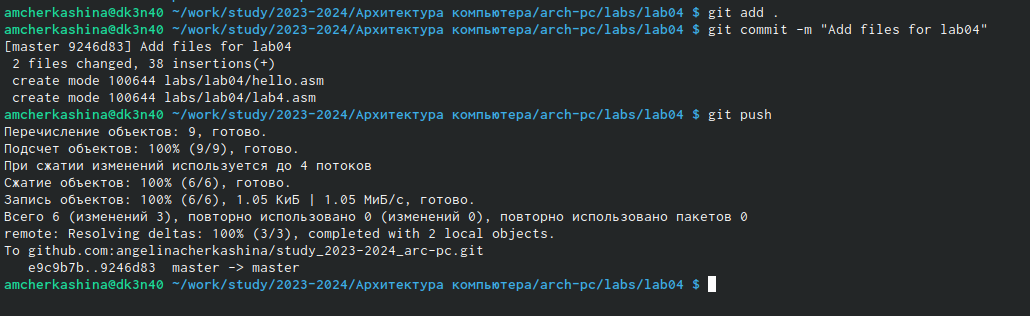 amcherkashina@dk3n40 ~/work/study/2023-2024/Архитектура компьютера/arch-pc/labs/lab04 $ git add .
amcherkashina@dk3n40 ~/work/study/2023-2024/Архитектура компьютера/arch-pc/labs/lab04 $ git commit -m "Add files for lab04"
[master 9246d83] Add files for lab04
 2 files changed, 38 insertions(+)
 create mode 100644 labs/lab04/hello.asm
 create mode 100644 labs/lab04/lab4.asm
amcherkashina@dk3n40 ~/work/study/2023-2024/Архитектура компьютера/arch-pc/labs/lab04 $ git push
Перечисление объектов: 9, готово.
Подсчет объектов: 100% (9/9), готово.
При сжатии изменений используется до 4 потоков
Сжатие объектов: 100% (6/6), готово.
Запись объектов: 100% (6/6), 1.05 КиБ | 1.05 МиБ/с, готово.
Всего 6 (изменений 3), повторно использовано 0 (изменений 0), повторно использовано пакетов 0
remote: Resolving deltas: 100% (3/3), completed with 2 local objects.
To github.com:angelinacherkashina/study_2023-2024_arc-pc.git
   e9c9b7b..9246d83  master -> master
amcherkashina@dk3n40 ~/work/study/2023-2024/Архитектура компьютера/arch-pc/labs/lab04 $